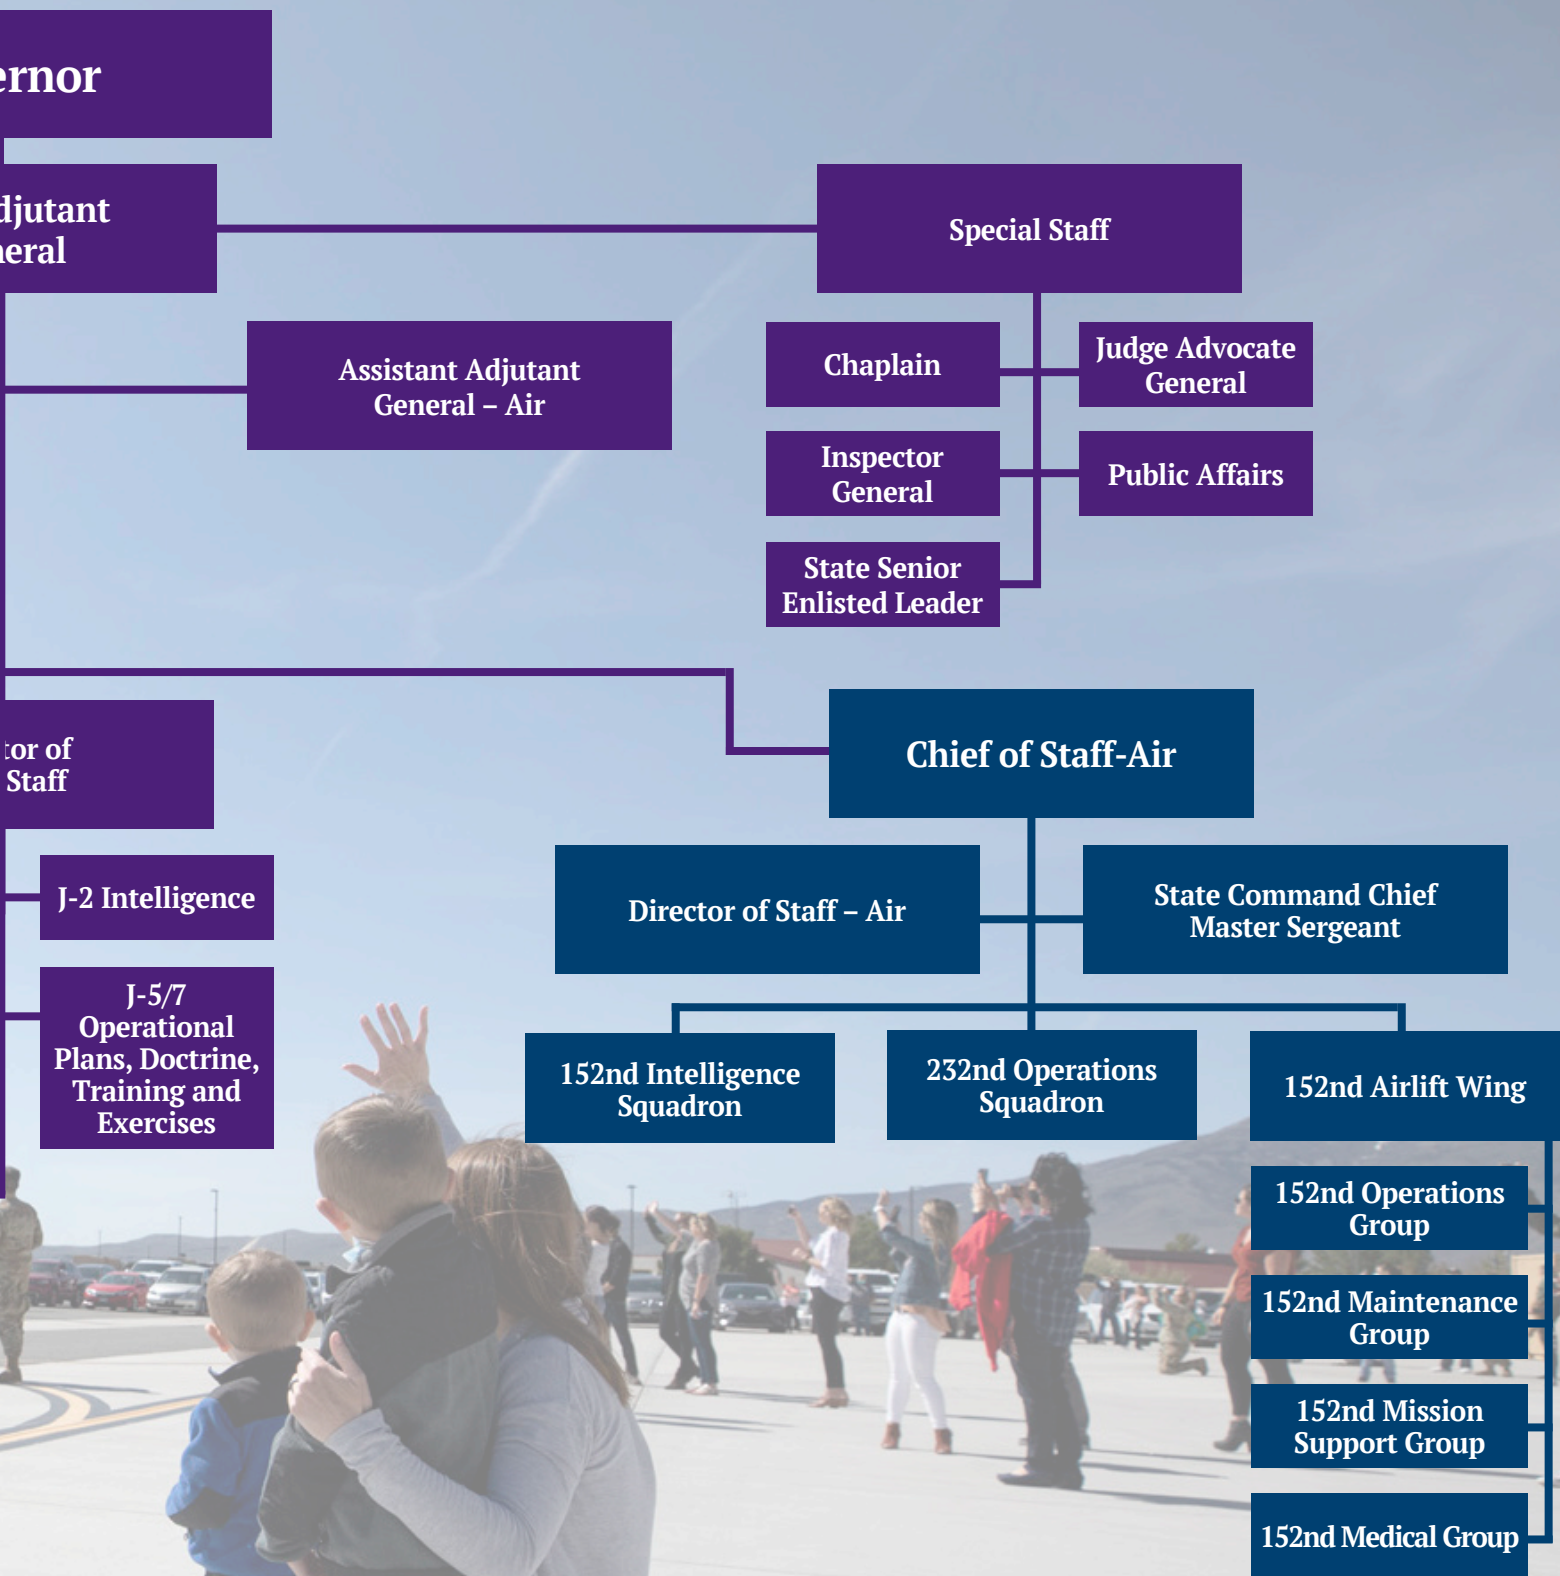 ernor
djutant
neral
Special Staff
Assistant Adjutant
General – Air
Chaplain
Judge Advocate
General
Inspector
General
Public Affairs
State Senior
Enlisted Leader
tor of
Staff
Chief of Staff-Air
J-2 Intelligence
Director of Staff – Air
State Command Chief
Master Sergeant
J-5/7
Operational
Plans, Doctrine,
Training and
Exercises
152nd Intelligence
Squadron
232nd Operations
Squadron
152nd Airlift Wing
152nd Operations
Group
152nd Maintenance
Group
152nd Mission
Support Group
152nd Medical Group